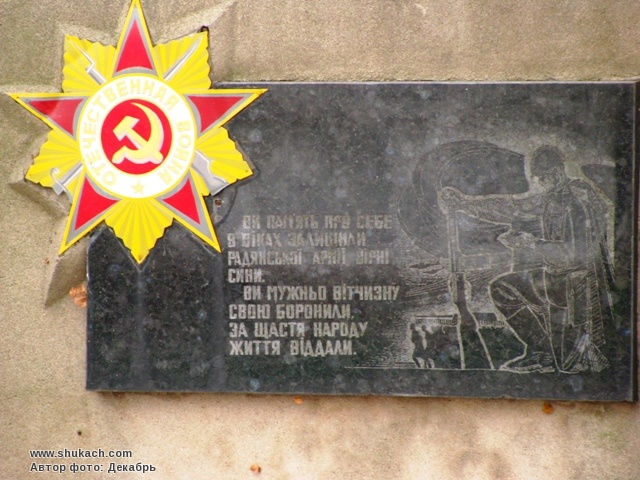 ОТЕЧЕСТВЕННАЯ ВОЙНА
ВИ ПАМ'ЯТЬ ПРО СЕБЕ
В ВІКАХ ЗАЛИШИЛИ
РАДЯНСЬКОЇ АРМІЇ ВІРНІ
СИНИ.
ВИ МУЖНЬО ВІТЧИЗНУ
СВОЮ БОРОНИЛИ,
ЗА ЩАСТЯ НАРОДУ
ЖИТТЯ ВІДДАЛИ.
www.shukach.com
Автор фото: Декабрь